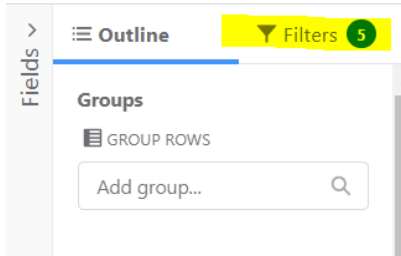 Fields
Outline
Filters 5
Groups
GROUP ROWS
Add group...